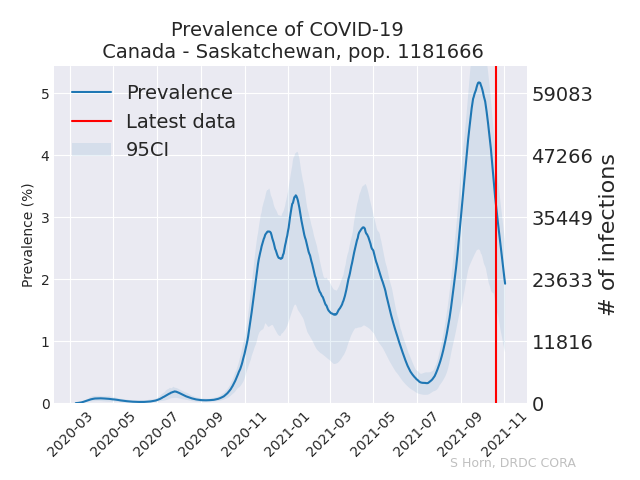 Prevalence of COVID-19
Canada - Saskatchewan, pop. 1181666
Prevalence
Latest data
95CI
Prevalence (%)
5
4
3
2
1
0
59083
47266
35449
23633
11816
0
# of infections
2020-03
2020-05
2020-07
2020-09
2020-11
2021-01
2021-03
2021-05
2021-07
2021-09
2021-11
S Horn, DRDC CORA